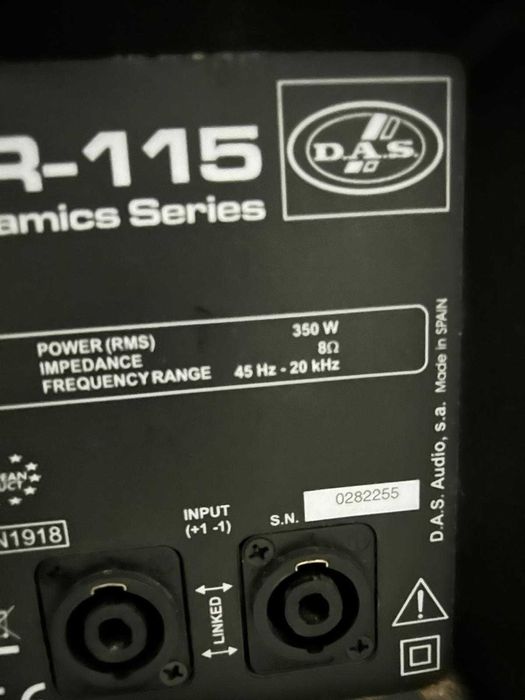 R-115
D.A.S.
amics Series
POWER (RMS) 350 W
IMPEDANCE 8Ω
FREQUENCY RANGE 45 Hz - 20 kHz
D.A.S. Audio, s.a. Made in SPAIN
INPUT
(+1 -1)
S.N. 0282255
N1918
LINKED